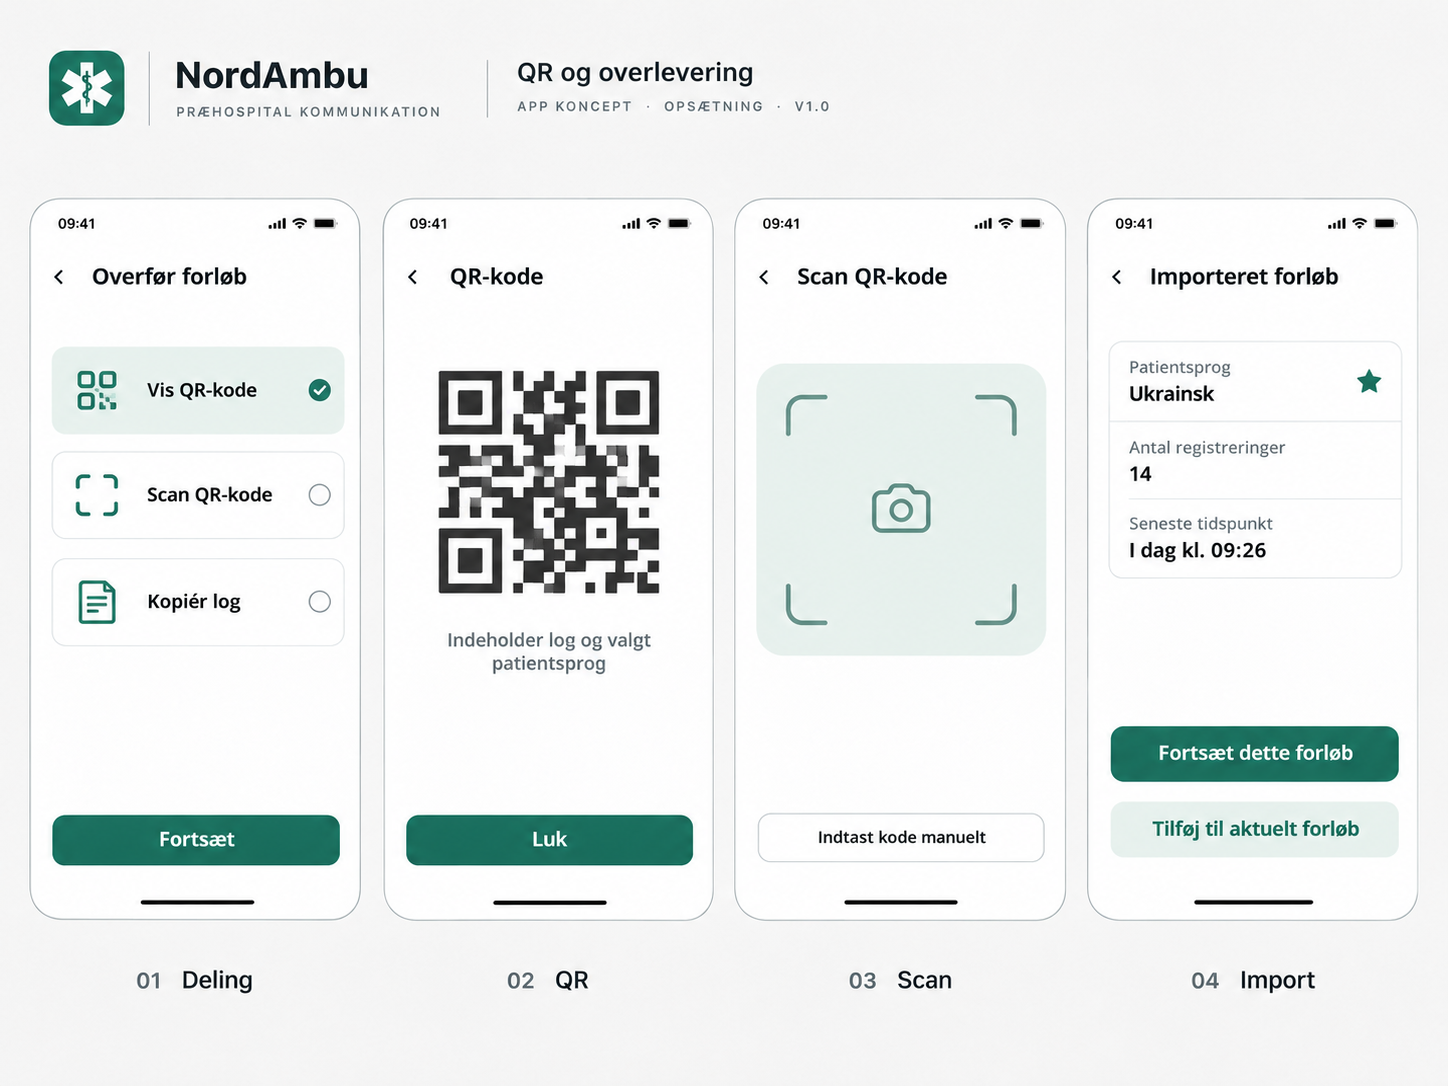 NordAmbu
PRÆHOSPITAL KOMMUNIKATION
QR og overlevering
APP KONCEPT · OPSÆTNING · V1.0
09:41
Overfør forløb
Vis QR-kode
Scan QR-kode
Kopiér log
Fortsæt
01 Deling
09:41
QR-kode
Indeholder log og valgt
patientsprog
Luk
02 QR
09:41
Scan QR-kode
Indtast kode manuelt
03 Scan
09:41
Importeret forløb
Patientsprog
Ukrainsk
Antal registreringer
14
Seneste tidspunkt
I dag kl. 09:26
Fortsæt dette forløb
Tilføj til aktuelt forløb
04 Import